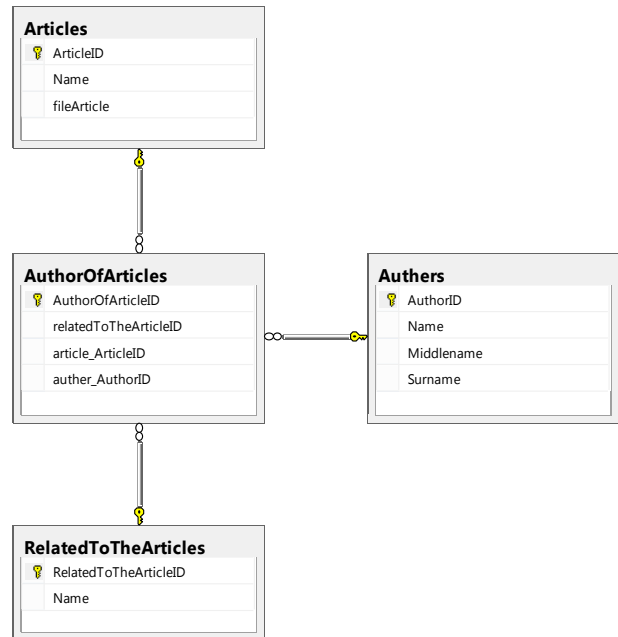 Articles
ArticleID
Name
fileArticle
AuthorOfArticles
AuthorOfArticleID
relatedToTheArticleID
article_ArticleID
auther_AuthorID
Authers
AuthorID
Name
Middlename
Surname
RelatedToTheArticles
RelatedToTheArticleID
Name